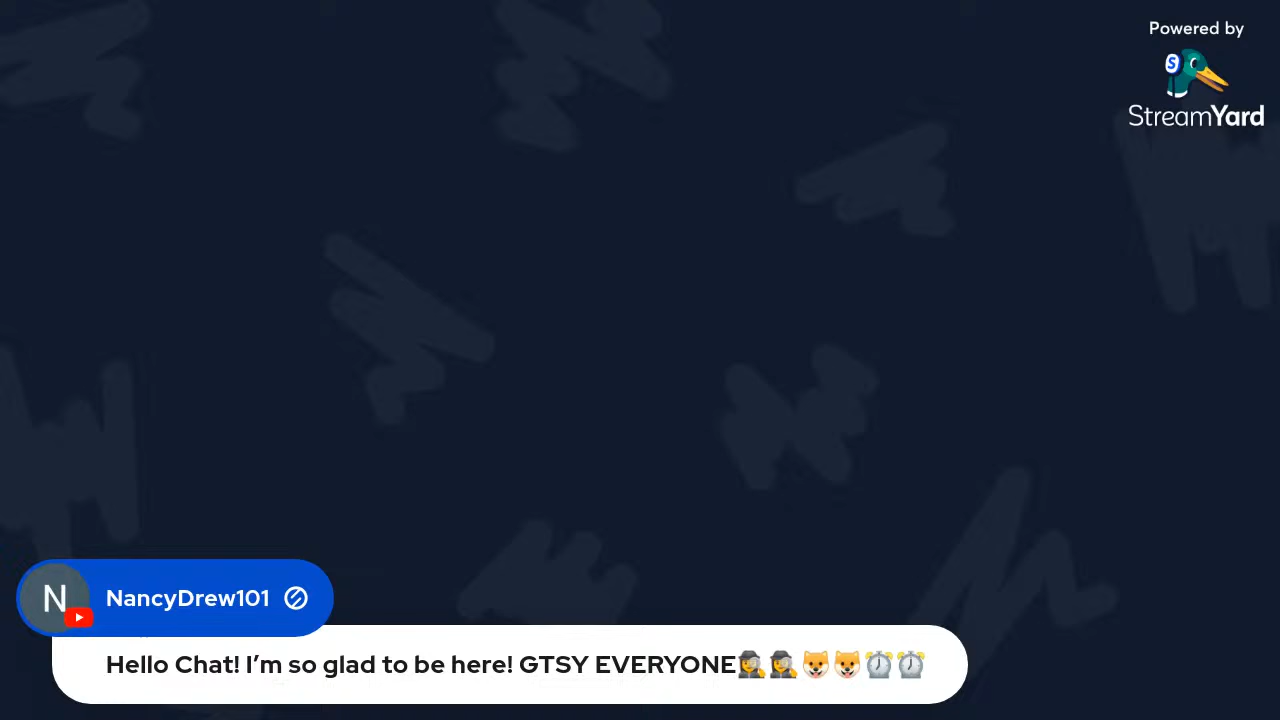 Powered by
StreamYard
N
NancyDrew101
Hello Chat! I’m so glad to be here! GTSY EVERYONE🕵️‍♀️🕵️‍♀️😺😺⏰⏰